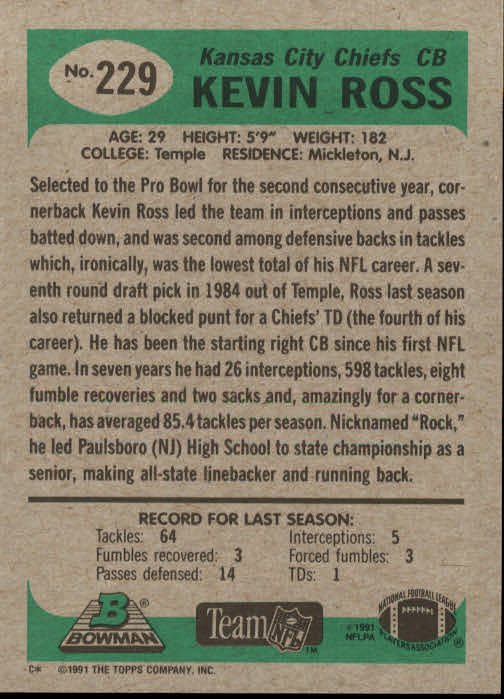 No. 229
Kansas City Chiefs CB
KEVIN ROSS
AGE: 29 HEIGHT: 5'9" WEIGHT: 182
COLLEGE: Temple RESIDENCE: Mickleton, N.J.
Selected to the Pro Bowl for the second consecutive year, cor-
nerback Kevin Ross led the team in interceptions and passes
batted down, and was second among defensive backs in tackles
which, ironically, was the lowest total of his NFL career. A sev-
enth round draft pick in 1984 out of Temple, Ross last season
also returned a blocked punt for a Chiefs' TD (the fourth of his
career). He has been the starting right CB since his first NFL
game. In seven years he had 26 interceptions, 598 tackles, eight
fumble recoveries and two sacks and, amazingly for a corner-
back, has averaged 85.4 tackles per season. Nicknamed "Rock,"
he led Paulsboro (NJ) High School to state championship as a
senior, making all-state linebacker and running back.
RECORD FOR LAST SEASON:
Tackles: 64 Interceptions: 5
Fumbles recovered: 3 Forced fumbles: 3
Passes defensed: 14 TDs: 1
B ®
BOWMAN
Team NFL TM
© 1991
NFLPA
NATIONAL FOOTBALL LEAGUE
PLAYERS ASSOCIATION
C* ©1991 THE TOPPS COMPANY, INC.